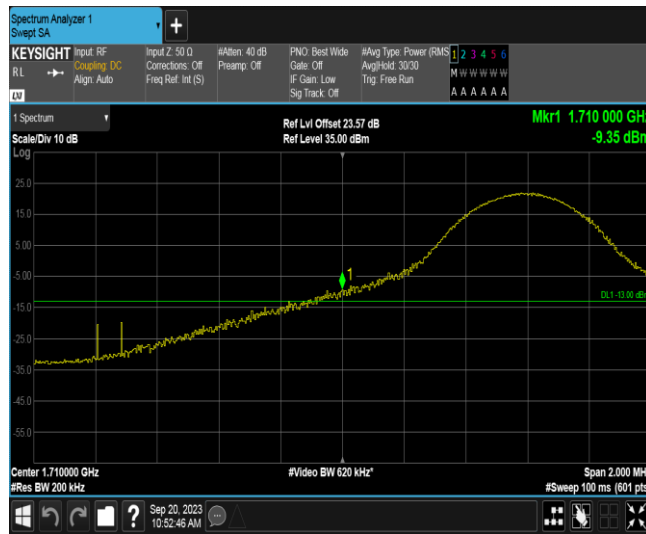 Spectrum Analyzer 1
Swept SA
+
KEYSIGHT
RL
LXI
Input: RF
Coupling: DC
Align: Auto
Input Z: 50 Ω
Corrections: Off
Freq Ref: Int (S)
#Atten: 40 dB
Preamp: Off
PNO: Best Wide
Gate: Off
IF Gain: Low
Sig Track: Off
#Avg Type: Power (RMS
Avg|Hold: 30/30
Trig: Free Run
1 2 3 4 5 6
M W W W W W
A A A A A A
1 Spectrum
Scale/Div 10 dB
Ref Lvl Offset 23.57 dB
Ref Level 35.00 dBm
Mkr1 1.710 000 GHz
-9.35 dBm
Log
25.0
15.0
5.00
-5.00
-15.0
-25.0
-35.0
-45.0
-55.0
1
DL1 -13.00 dBm
Center 1.710000 GHz
#Res BW 200 kHz
#Video BW 620 kHz*
Span 2.000 MH
#Sweep 100 ms (601 pts
?
Sep 20, 2023
10:52:46 AM